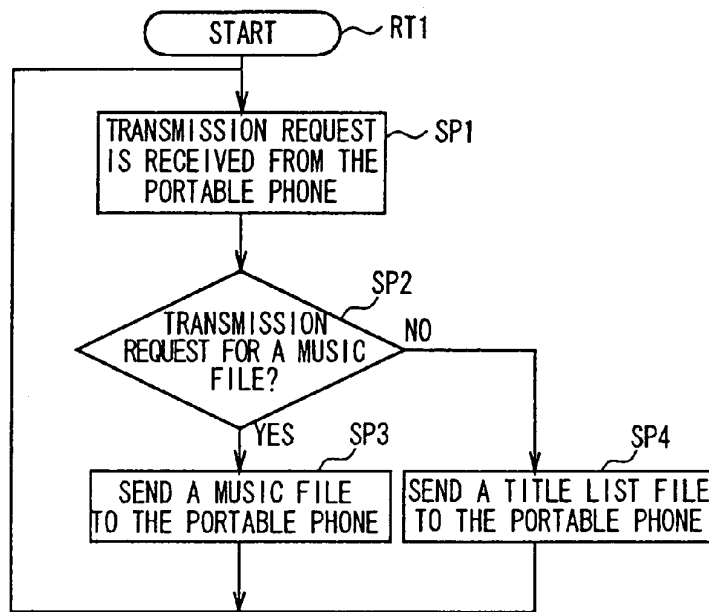 START
RT1
TRANSMISSION REQUEST
IS RECEIVED FROM THE
PORTABLE PHONE
SP1
SP2
TRANSMISSION
REQUEST FOR A MUSIC
FILE?
NO
YES
SP3
SEND A MUSIC FILE
TO THE PORTABLE PHONE
SP4
SEND A TITLE LIST FILE
TO THE PORTABLE PHONE